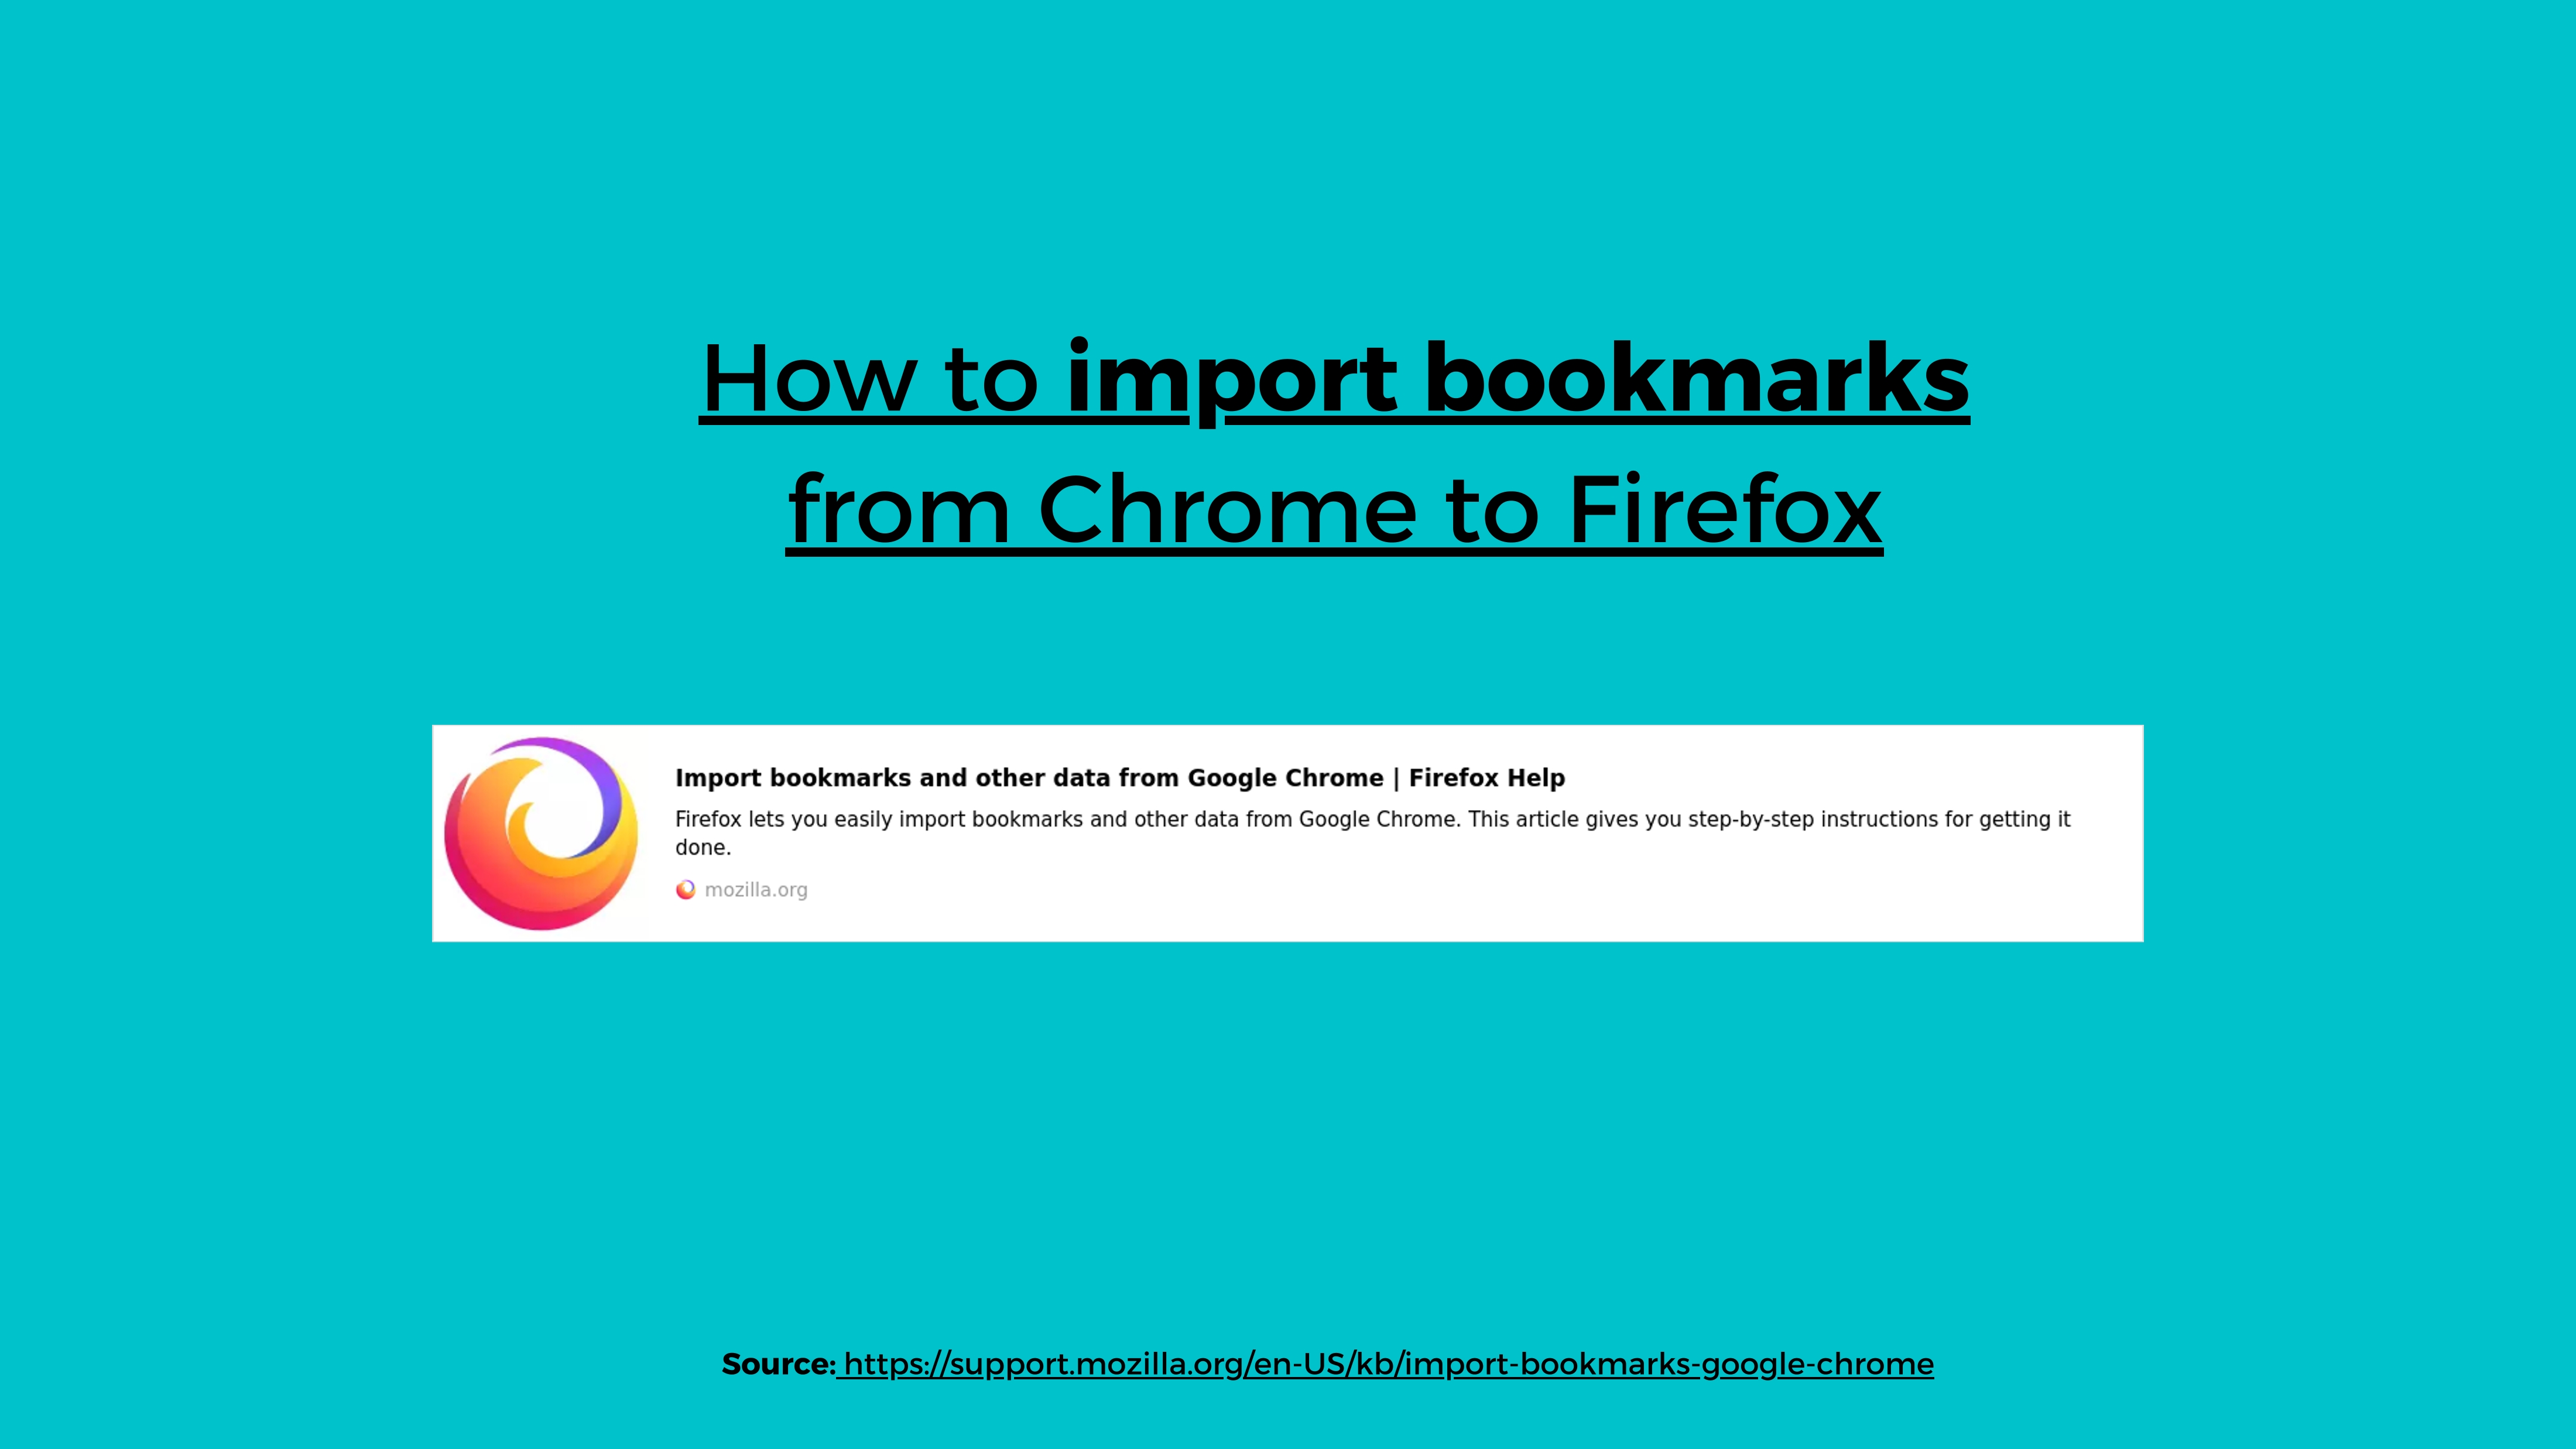 How to import bookmarks
from Chrome to Firefox
Import bookmarks and other data from Google Chrome | Firefox Help
Firefox lets you easily import bookmarks and other data from Google Chrome. This article gives you step-by-step instructions for getting it
done.
mozilla.org
Source: https://support.mozilla.org/en-US/kb/import-bookmarks-google-chrome